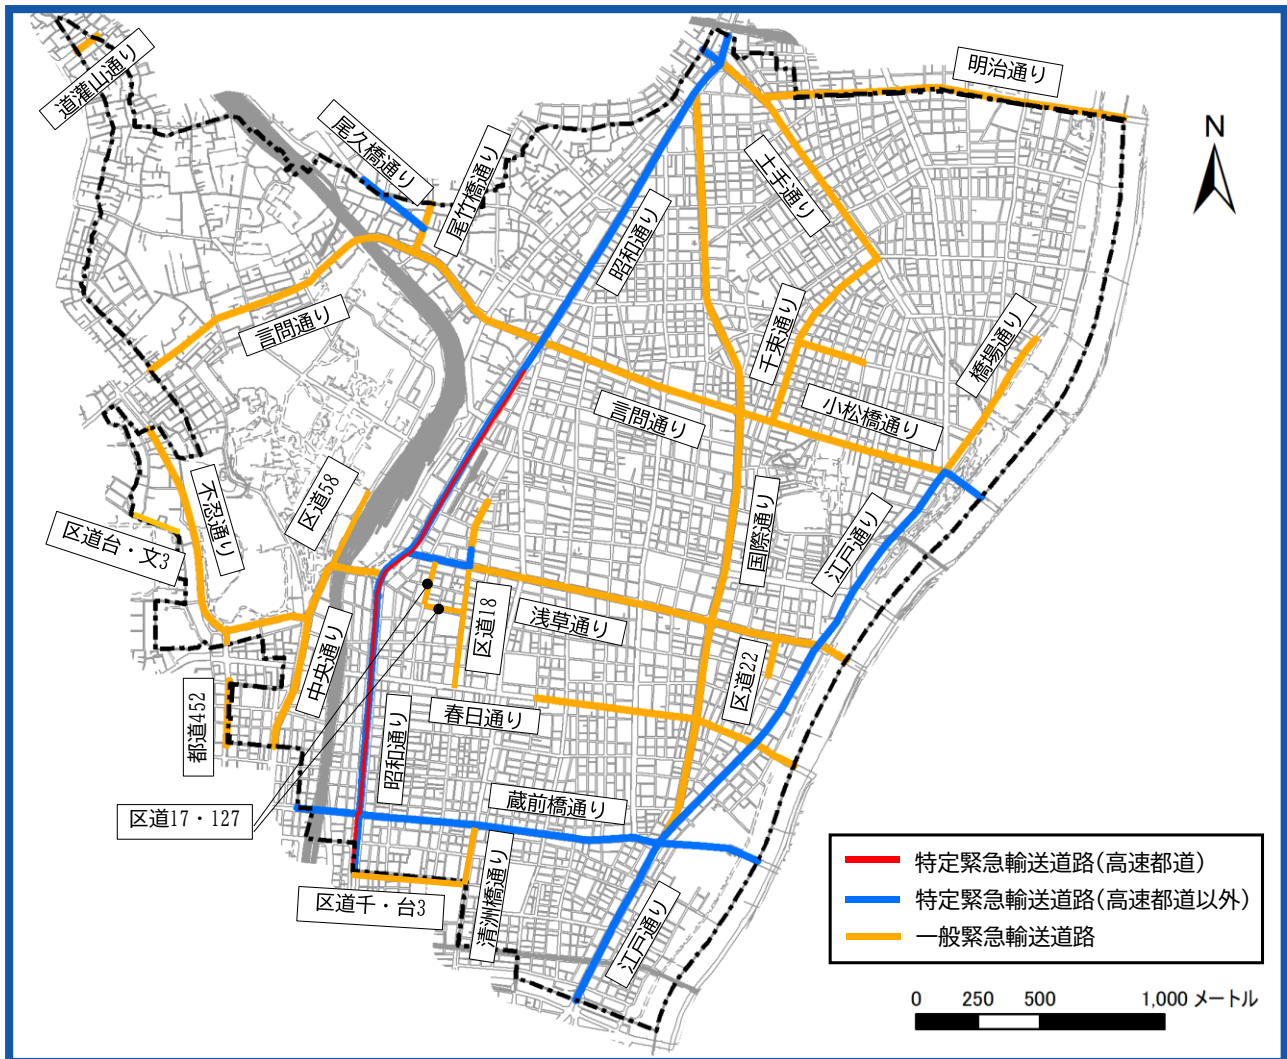 道灌山通り
尾久橋通り
尾竹橋通り
明治通り
N
土手通り
昭和通り
言問通り
千束通り
橋場通り
言問通り
小松橋通り
不忍通り
区道58
区道台・文3
国際通り
江戸通り
区道18
浅草通り
中央通り
区道22
都道452
春日通り
昭和通り
区道17・127
蔵前橋通り
清洲橋通り
区道千・台3
江戸通り
特定緊急輸送道路(高速都道)
特定緊急輸送道路(高速都道以外)
一般緊急輸送道路
0 250 500 1,000 メートル